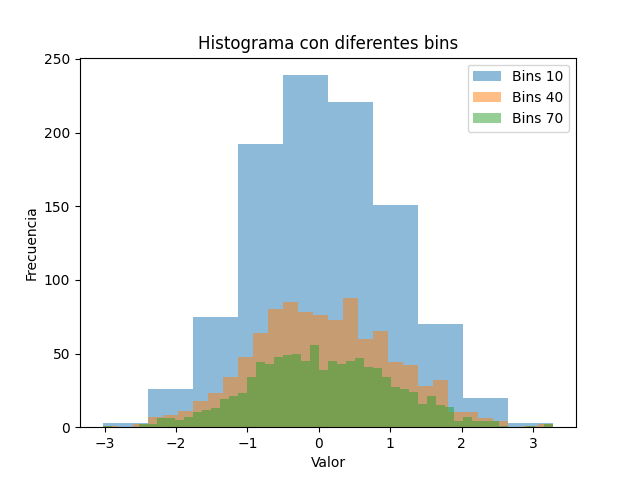 Histograma con diferentes bins
Bins 10
Bins 40
Bins 70
250
200
150
100
50
0
Frecuencia
−3
−2
−1
0
1
2
3
Valor